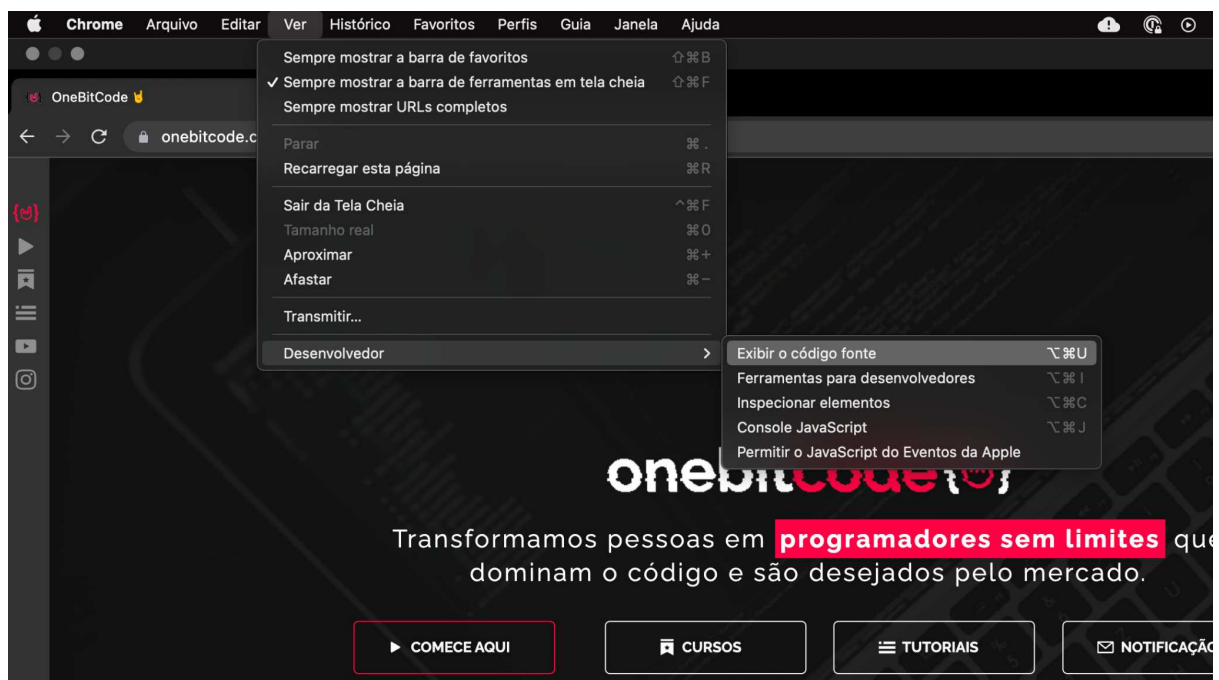 Chrome Arquivo Editar Ver Histórico Favoritos Perfis Guia Janela Ajuda
Sempre mostrar a barra de favoritos ⇧⌘B
✓ Sempre mostrar a barra de ferramentas em tela cheia ⇧⌘F
Sempre mostrar URLs completos
Parar ⌘.
Recarregar esta página ⌘R
Sair da Tela Cheia ^⌘F
Tamanho real ⌘0
Aproximar ⌘+
Afastar ⌘−
Transmitir...
Desenvolvedor >
Exibir o código fonte ⌥⌘U
Ferramentas para desenvolvedores ⌥⌘I
Inspecionar elementos ⌥⌘C
Console JavaScript ⌥⌘J
Permitir o JavaScript do Eventos da Apple
OneBitCode 🤘
onebitcode.c
onebitcode{}
Transformamos pessoas em programadores sem limites que
dominam o código e são desejados pelo mercado.
COMECE AQUI CURSOS TUTORIAIS NOTIFICAÇÃO